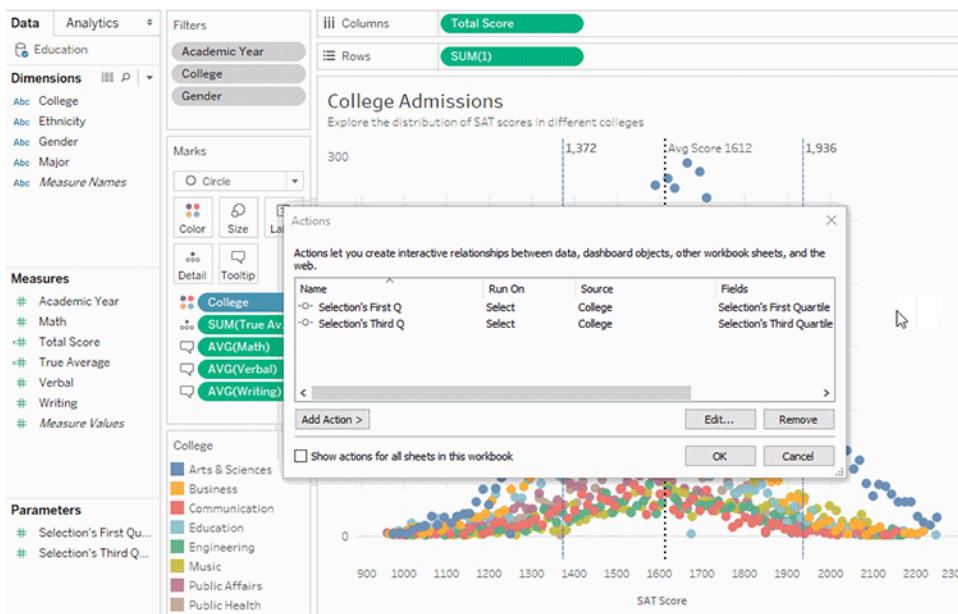 Data Analytics
Education
Dimensions
Abc College
Abc Ethnicity
Abc Gender
Abc Major
Abc Measure Names
Measures
# Academic Year
# Math
# Total Score
# True Average
# Verbal
# Writing
# Measure Values
Parameters
# Selection's First Qu...
# Selection's Third Q...
Filters
Academic Year
College
Gender
Marks
Circle
Color Size
Detail Tooltip
College
SUM(True Av.
AVG(Math)
AVG(Verbal)
AVG(Writing)
College
Arts & Sciences
Business
Communication
Education
Engineering
Music
Public Affairs
Public Health
Columns Total Score
Rows SUM(1)
College Admissions
Explore the distribution of SAT scores in different colleges
300 1,372 Avg Score 1612 1,936
Actions
Actions let you create interactive relationships between data, dashboard objects, other workbook sheets, and the
web.
Name Run On Source Fields
Selection's First Q Select College Selection's First Quartile
Selection's Third Q Select College Selection's Third Quartile
Add Action > Edit... Remove
Show actions for all sheets in this workbook OK Cancel
0
900 1000 1100 1200 1300 1400 1500 1600 1700 1800 1900 2000 2100 2200 230
SAT Score